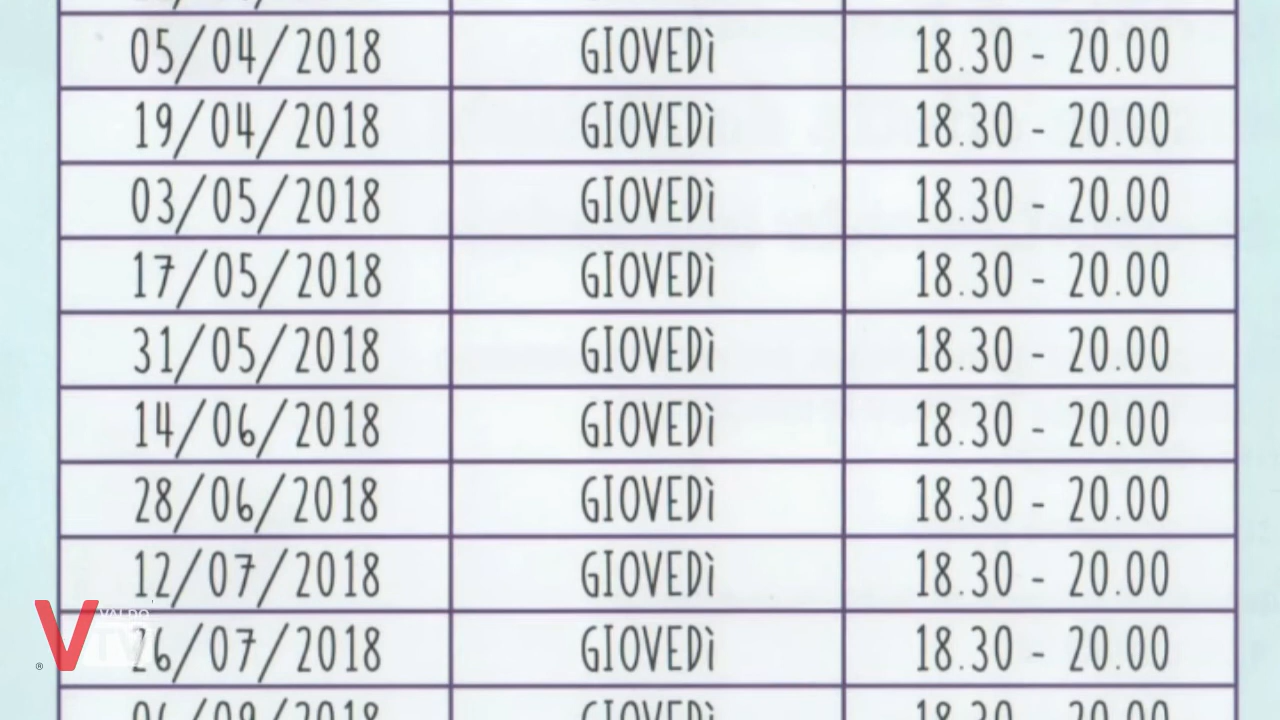 05/04/2018 GIOVEDì 18.30 - 20.00
19/04/2018 GIOVEDì 18.30 - 20.00
03/05/2018 GIOVEDì 18.30 - 20.00
17/05/2018 GIOVEDì 18.30 - 20.00
31/05/2018 GIOVEDì 18.30 - 20.00
14/06/2018 GIOVEDì 18.30 - 20.00
28/06/2018 GIOVEDì 18.30 - 20.00
12/07/2018 GIOVEDì 18.30 - 20.00
VALDO
TV
®
26/07/2018 GIOVEDì 18.30 - 20.00